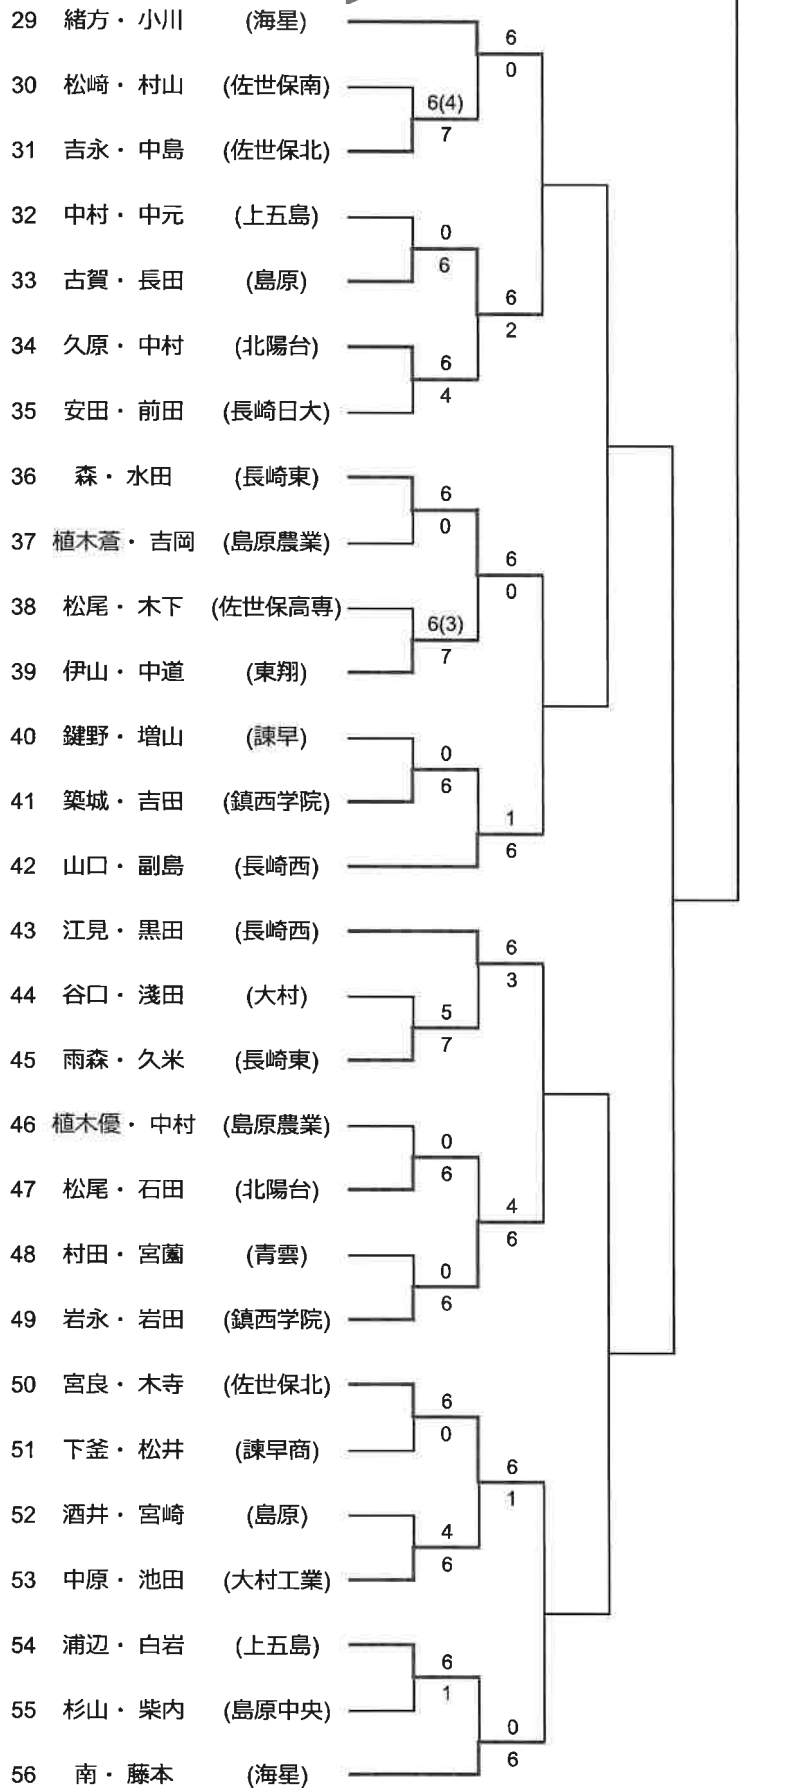 29 緒方・小川 (海星)
6
0
30 松﨑・村山 (佐世保南)
6(4)
7
31 吉永・中島 (佐世保北)
32 中村・中元 (上五島)
0
6
33 古賀・長田 (島原)
6
2
34 久原・中村 (北陽台)
6
4
35 安田・前田 (長崎日大)
36 森・水田 (長崎東)
6
0
37 植木蒼・吉岡 (島原農業)
6
0
38 松尾・木下 (佐世保高専)
6(3)
7
39 伊山・中道 (東翔)
40 鍵野・増山 (諫早)
0
6
41 築城・吉田 (鎮西学院)
1
6
42 山口・副島 (長崎西)
43 江見・黒田 (長崎西)
6
3
44 谷口・淺田 (大村)
5
7
45 雨森・久米 (長崎東)
46 植木優・中村 (島原農業)
0
6
47 松尾・石田 (北陽台)
4
6
48 村田・宮薗 (青雲)
0
6
49 岩永・岩田 (鎮西学院)
50 宮良・木寺 (佐世保北)
6
0
51 下釜・松井 (諫早商)
6
1
52 酒井・宮崎 (島原)
4
6
53 中原・池田 (大村工業)
54 浦辺・白岩 (上五島)
6
1
55 杉山・柴内 (島原中央)
0
6
56 南・藤本 (海星)